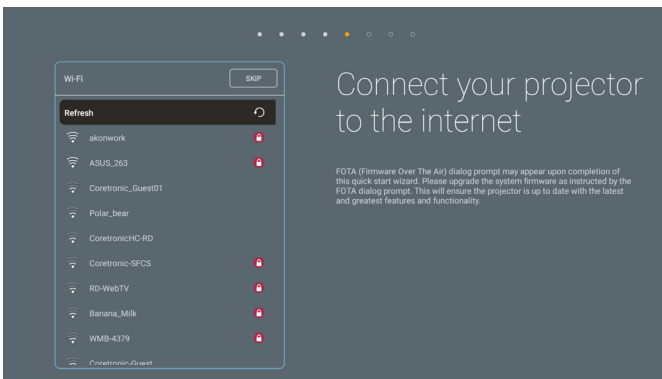 Wi-Fi
SKIP
Refresh
akonwork
ASUS_263
Coretronic_Guest01
Polar_bear
CoretronicHC-RD
Coretronic-SFCS
RD-WebTV
Banana_Milk
WMB-4379
Coretronic-Guest
Connect your projector
to the internet
FOTA (Firmware Over The Air) dialog prompt may appear upon completion of
this quick start wizard. Please upgrade the system firmware as instructed by the
FOTA dialog prompt. This will ensure the projector is up to date with the latest
and greatest features and functionality.